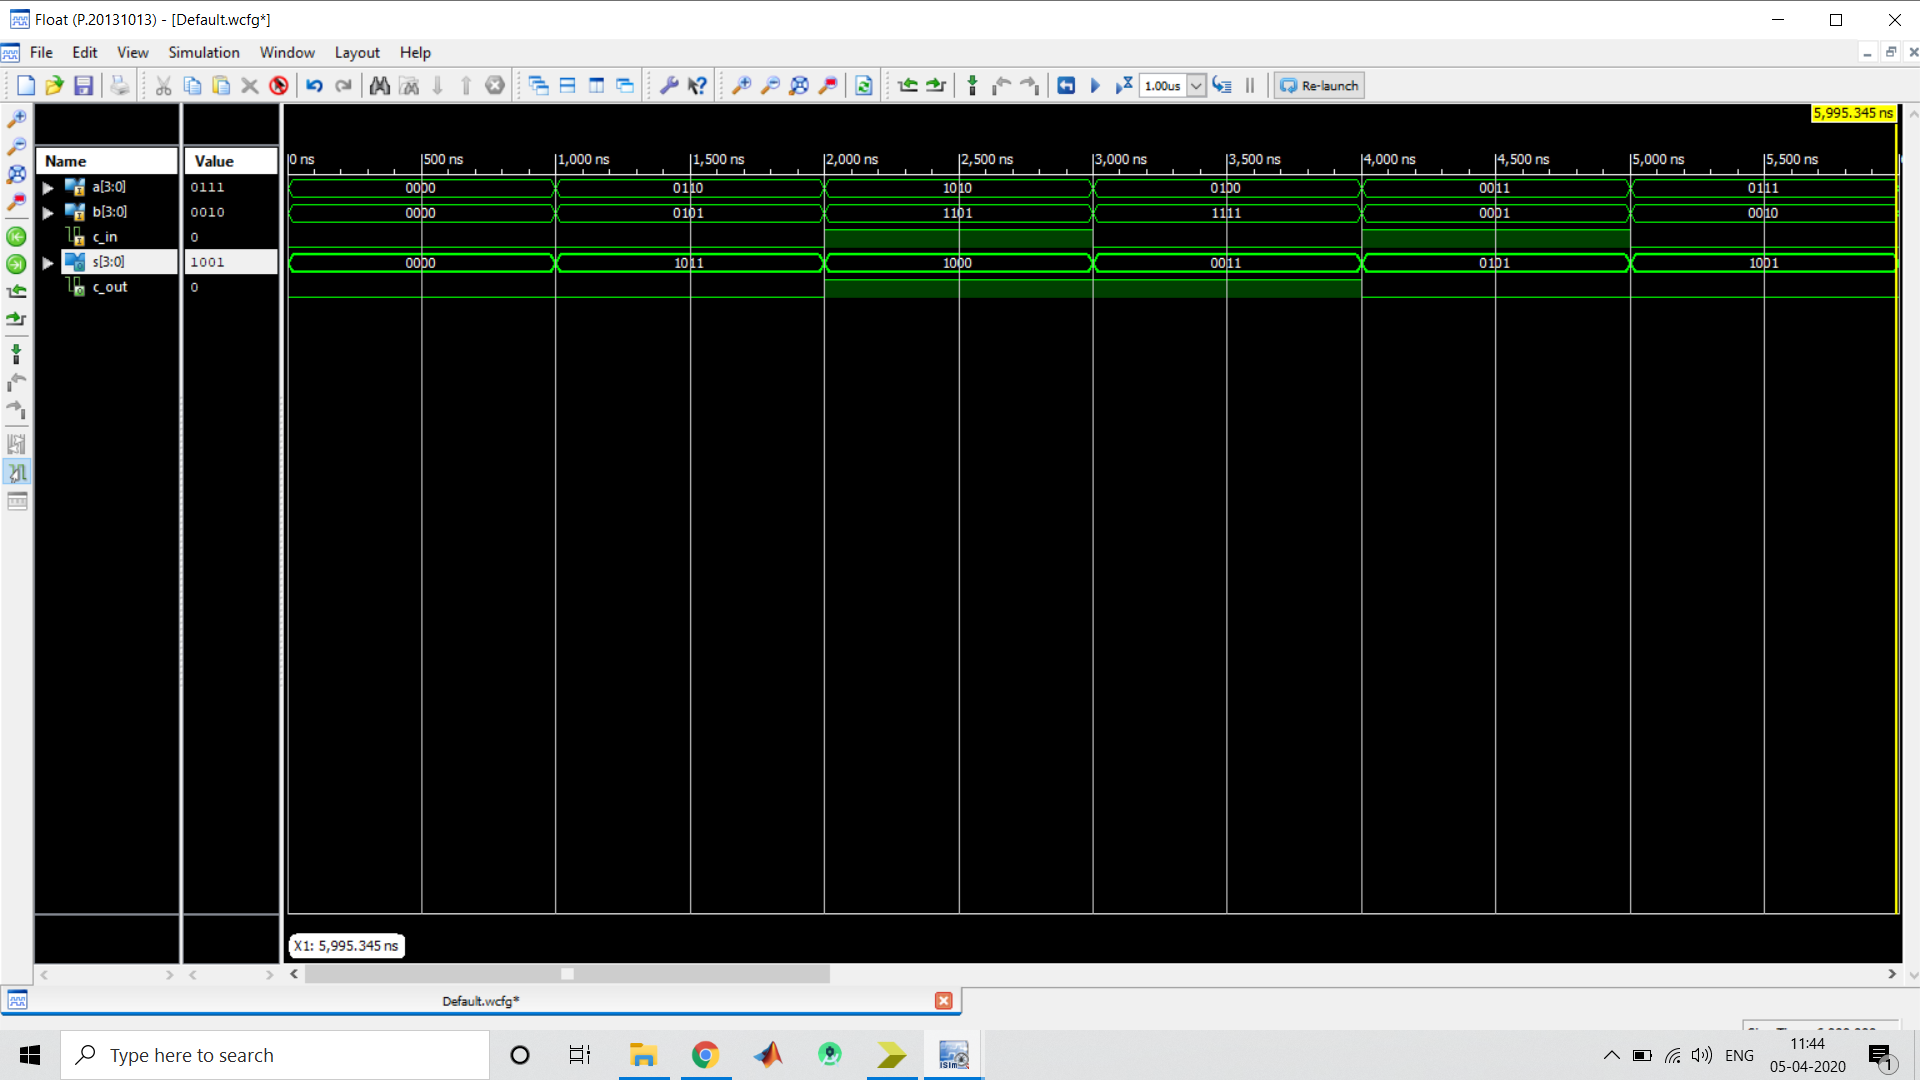 Float (P.20131013) - [Default.wcfg*]
File Edit View Simulation Window Layout Help
1.00us Re-launch
5,995.345 ns
Name Value
0 ns 500 ns 1,000 ns 1,500 ns 2,000 ns 2,500 ns 3,000 ns 3,500 ns 4,000 ns 4,500 ns 5,000 ns 5,500 ns
a[3:0] 0111 0000 0110 1010 0100 0011 0111
b[3:0] 0010 0000 0101 1101 1111 0001 0010
c_in 0
s[3:0] 1001 0000 1011 1000 0011 0101 1001
c_out 0
X1: 5,995.345 ns
Default.wcfg*
Type here to search
ISim
ENG
11:44
05-04-2020
1